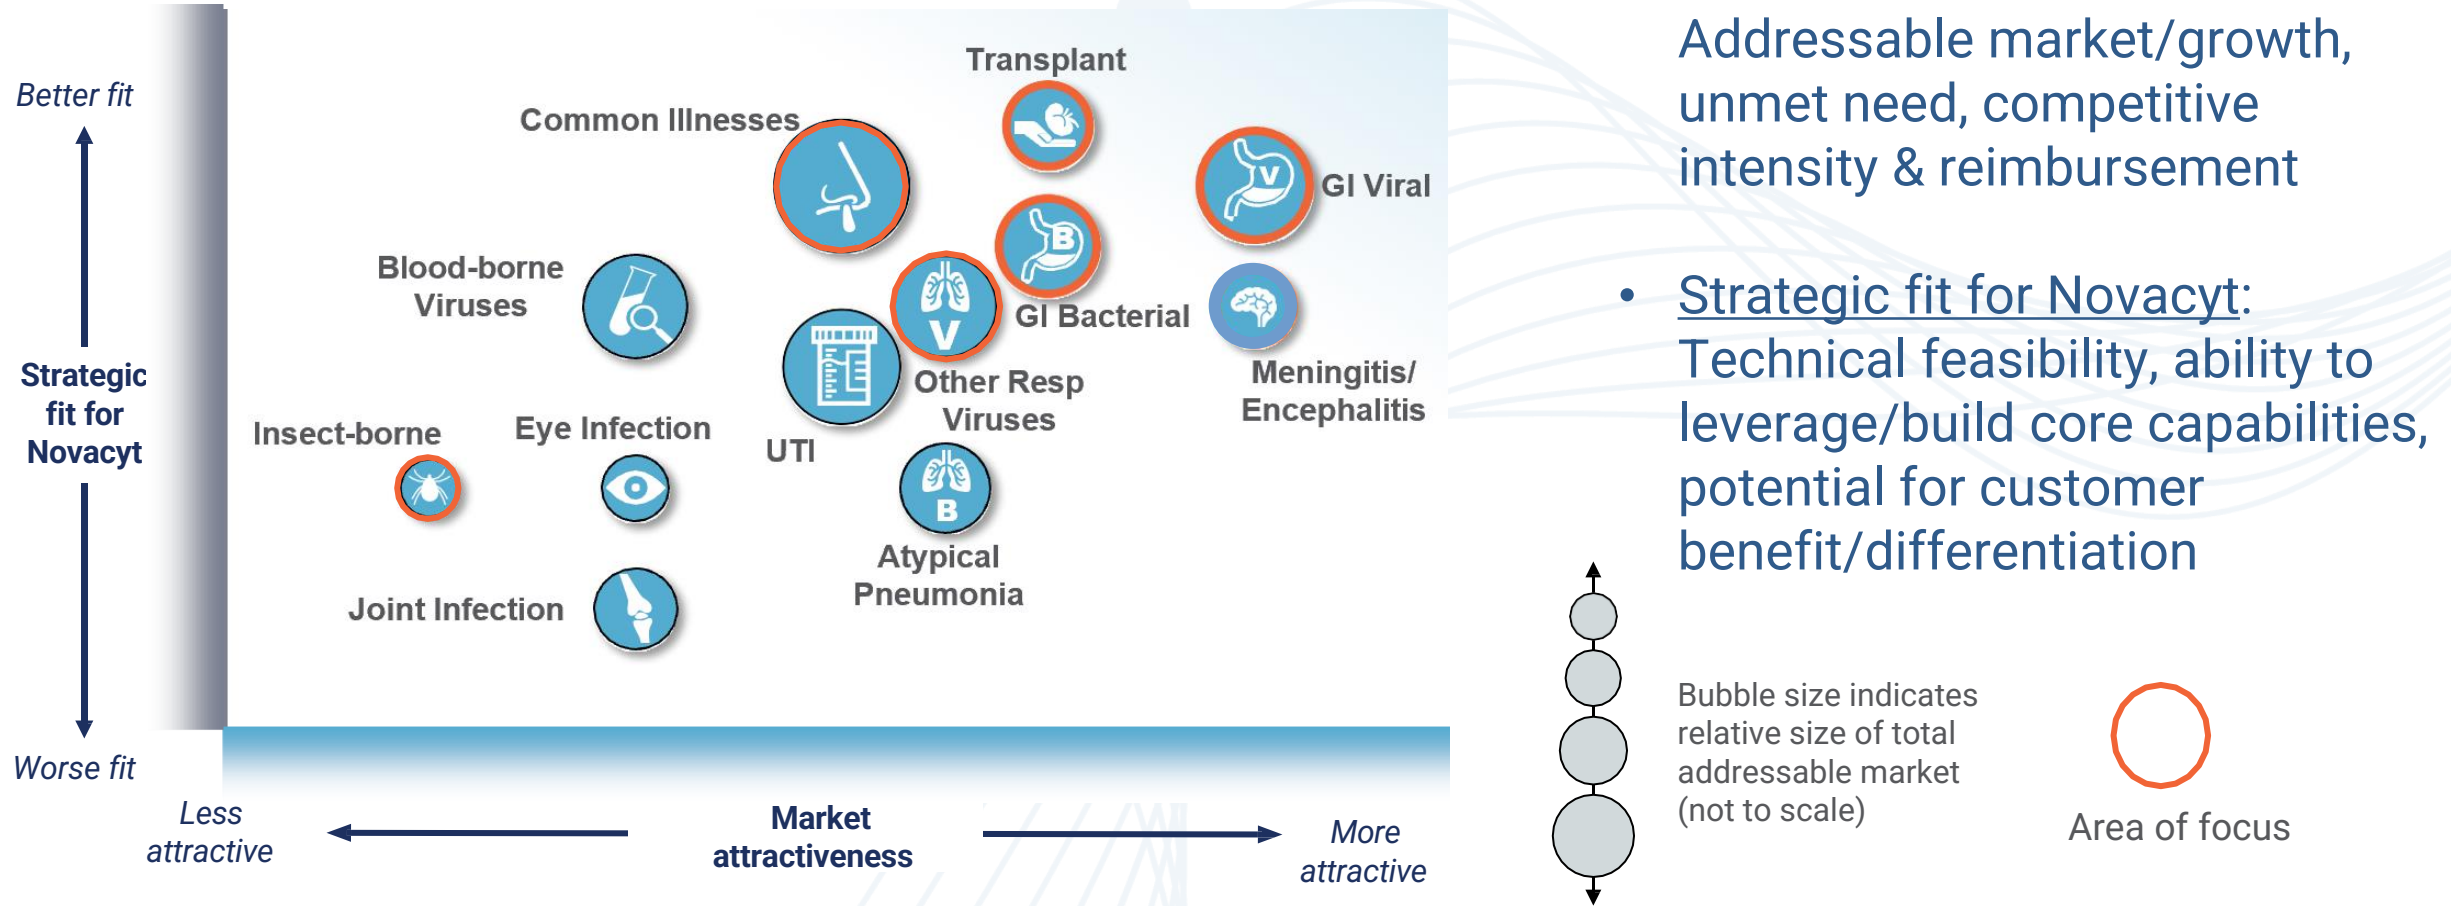 Better fit
Strategic
fit for
Novacyt
Worse fit
Less
attractive
Market
attractiveness
More
attractive
Transplant
Common Illnesses
V
GI Viral
B
GI Bacterial
Blood-borne
Viruses
V
Other Resp
Viruses
Meningitis/
Encephalitis
UTI
Insect-borne
Eye Infection
B
Atypical
Pneumonia
Joint Infection
Addressable market/growth,
unmet need, competitive
intensity & reimbursement
• Strategic fit for Novacyt:
Technical feasibility, ability to
leverage/build core capabilities,
potential for customer
benefit/differentiation
Bubble size indicates
relative size of total
addressable market
(not to scale)
Area of focus